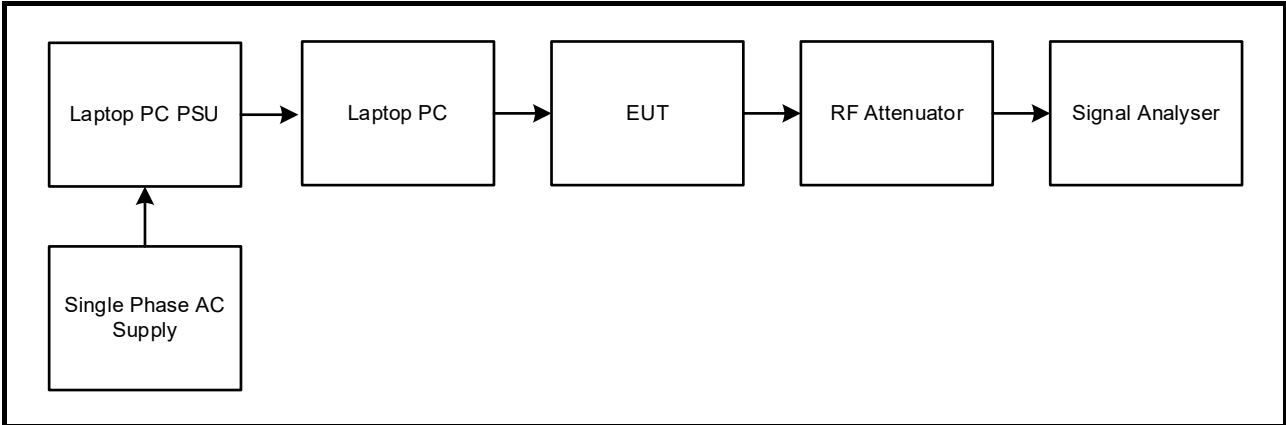 Laptop PC PSU
Laptop PC
EUT
RF Attenuator
Signal Analyser
Single Phase AC
Supply